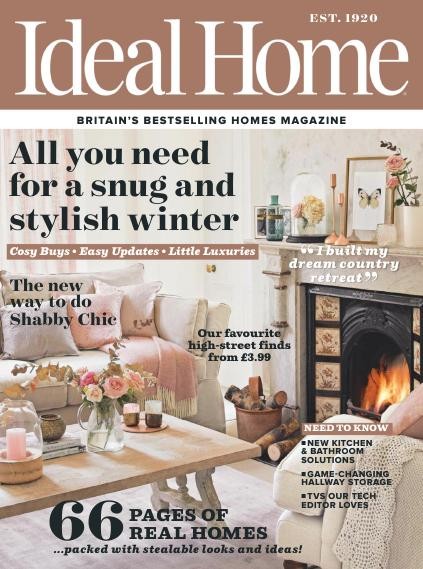 EST. 1920
Ideal Home
BRITAIN'S BESTSELLING HOMES MAGAZINE
All you need
for a snug and
stylish winter
Cosy Buys • Easy Updates • Little Luxuries
“I built my
dream country
retreat”
The new
way to do
Shabby Chic
Our favourite
high-street finds
from £3.99
NEED TO KNOW
■NEW KITCHEN
& BATHROOM
SOLUTIONS
■GAME-CHANGING
HALLWAY STORAGE
■TVS OUR TECH
EDITOR LOVES
66 PAGES OF
REAL HOMES
...packed with stealable looks and ideas!